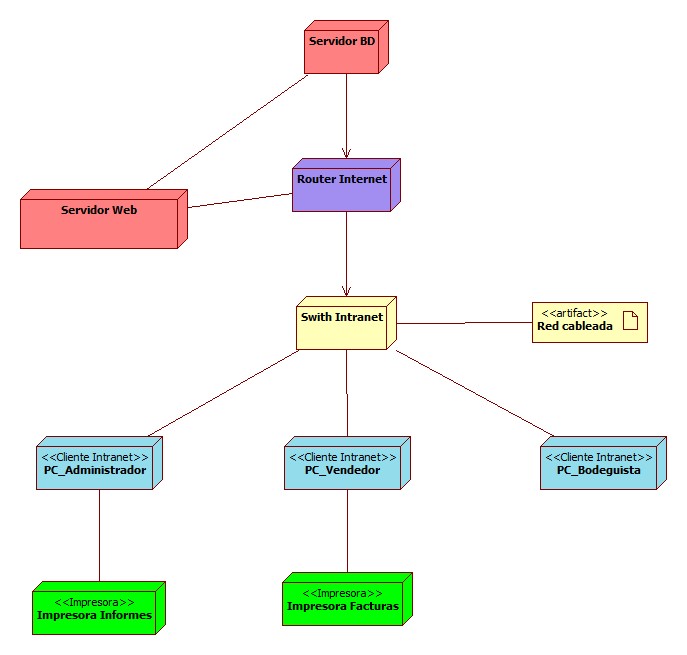 Servidor BD
Router Internet
Servidor Web
Swith Intranet
<<artifact>>
Red cableada
<<Cliente Intranet>>
PC_Administrador
<<Cliente Intranet>>
PC_Vendedor
<<Cliente Intranet>>
PC_Bodeguista
<<Impresora>>
Impresora Informes
<<Impresora>>
Impresora Facturas